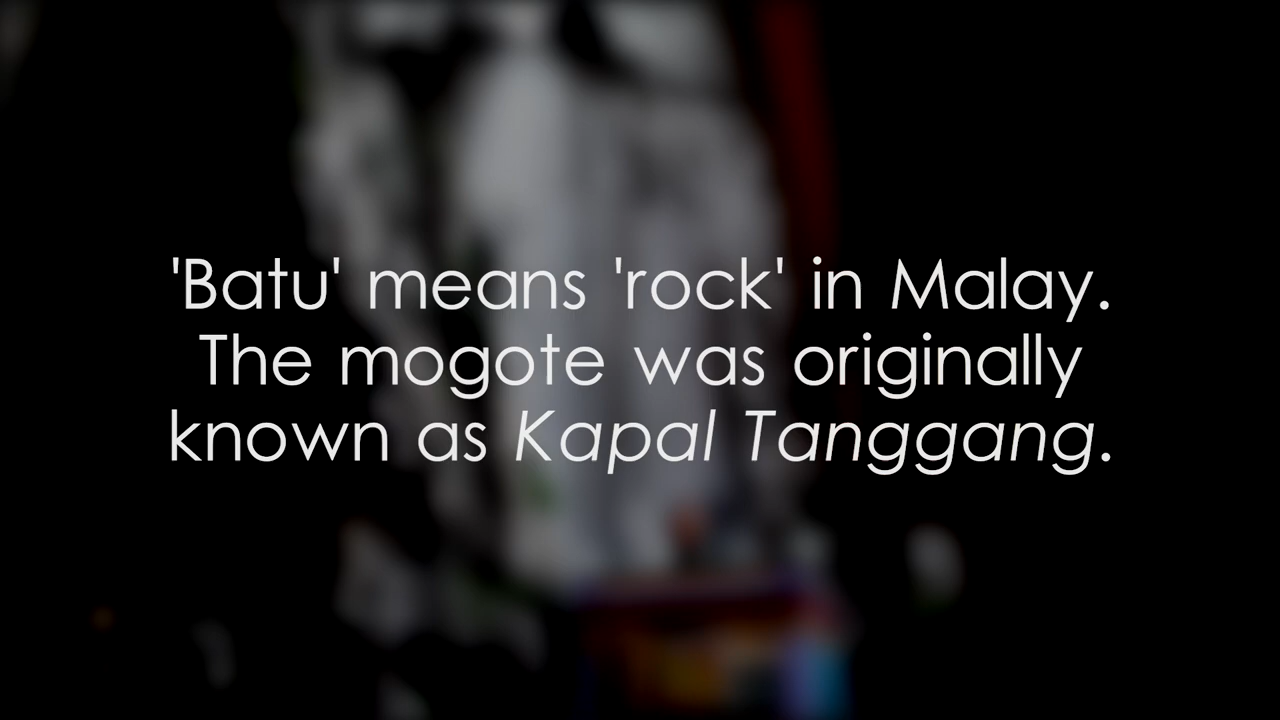 'Batu' means 'rock' in Malay.
The mogote was originally
known as Kapal Tanggang.